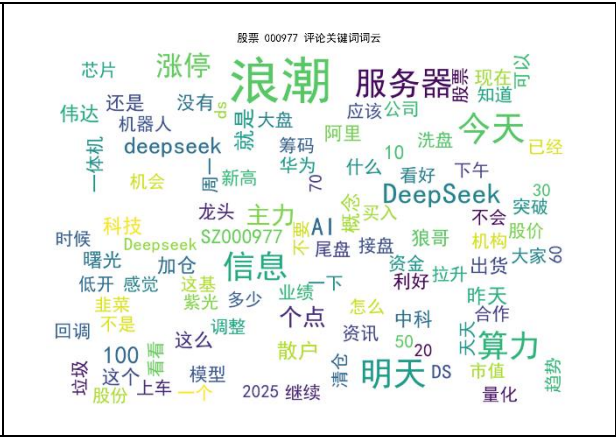 股票 000977 评论关键词词云
芯片
涨停
浪潮
服务器
股票
现在
可以
知道
伟达
还是
没有
ds
就是
大盘
应该
公司
今天
机器人
阿里
洗盘
已经
一体机
deepseek
筹码
10
机会
周一
新高
华为
70
什么
看好
下午
DeepSeek
30
突破
龙头
主力
AI
概念
买入
不会
科技
SZ000977
不要
狼哥
机构
股价
时候
Deepseek
尾盘
接盘
大家
60
曙光
加仓
信息
资金
拉升
出货
利好
低开
感觉
这基
业绩
一下
昨天
韭菜
紫光
多少
个点
怎么
中科
合作
不是
回调
调整
资讯
50
天天
算力
100
看看
这么
散户
20
垃圾
这个
模型
清仓
明天
DS
市值
趋势
上车
股份
一个
2025
继续
量化